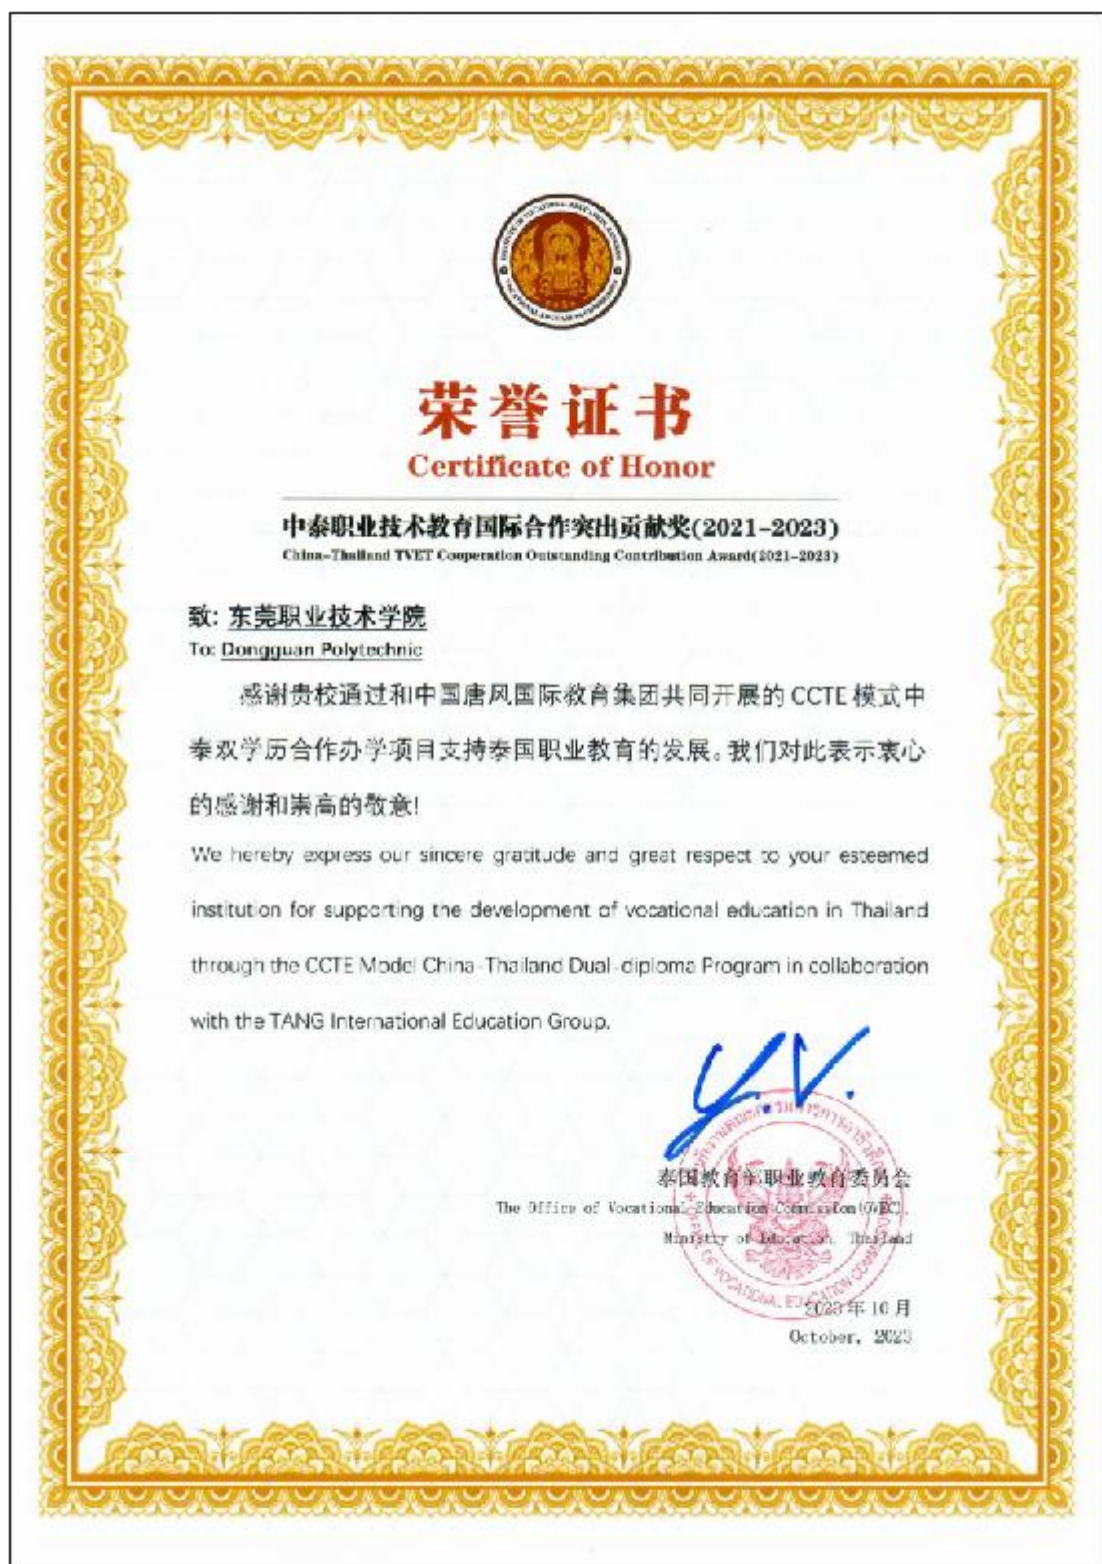 荣誉证书
Certificate of Honor
中泰职业技术教育国际合作突出贡献奖(2021-2023)
China-Thailand TVET Cooperation Outstanding Contribution Award(2021-2023)
致: 东莞职业技术学院
To: Dongguan Polytechnic
感谢贵校通过和中国唐风国际教育集团共同开展的 CCTE 模式中
泰双学历合作办学项目支持泰国职业教育的发展。我们对此表示衷心
的感谢和崇高的敬意!
We hereby express our sincere gratitude and great respect to your esteemed
institution for supporting the development of vocational education in Thailand
through the CCTE Model China-Thailand Dual-diploma Program in collaboration
with the TANG International Education Group.
Y.V.
泰国教育部职业教育委员会
The Office of Vocational Education Commission(OVEC),
Ministry of Education, Thailand
OFFICE OF VOCATIONAL EDUCATION COMMISSION
2023 年 10 月
October, 2023